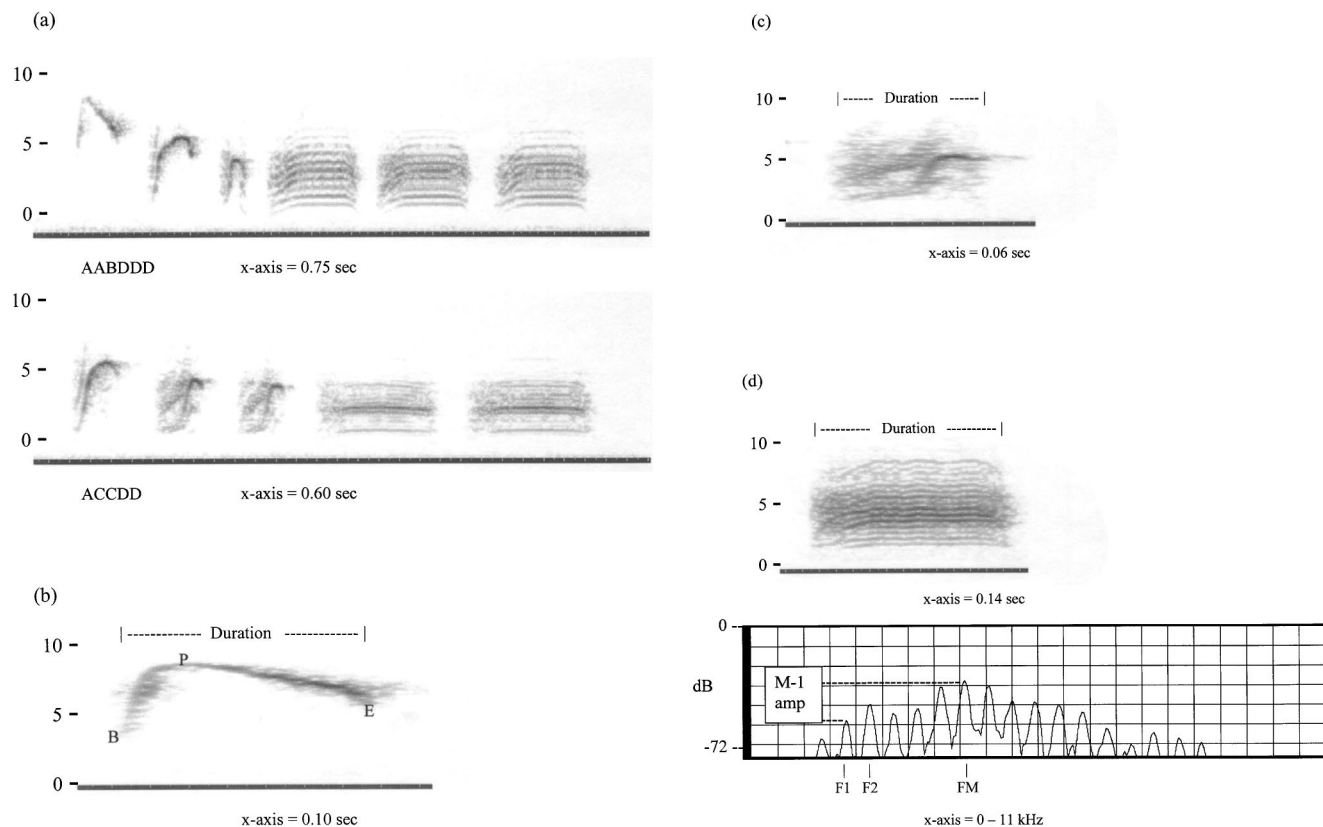 (a)
10
5
0
AABDDD x-axis = 0.75 sec
10
5
0
ACCDD x-axis = 0.60 sec
(b)
Duration
10
5
0
B
P
E
x-axis = 0.10 sec
(c)
10
5
0
Duration
x-axis = 0.06 sec
(d)
Duration
10
5
0
x-axis = 0.14 sec
0
dB
-72
M-1
amp
F1 F2 FM
x-axis = 0 – 11 kHz